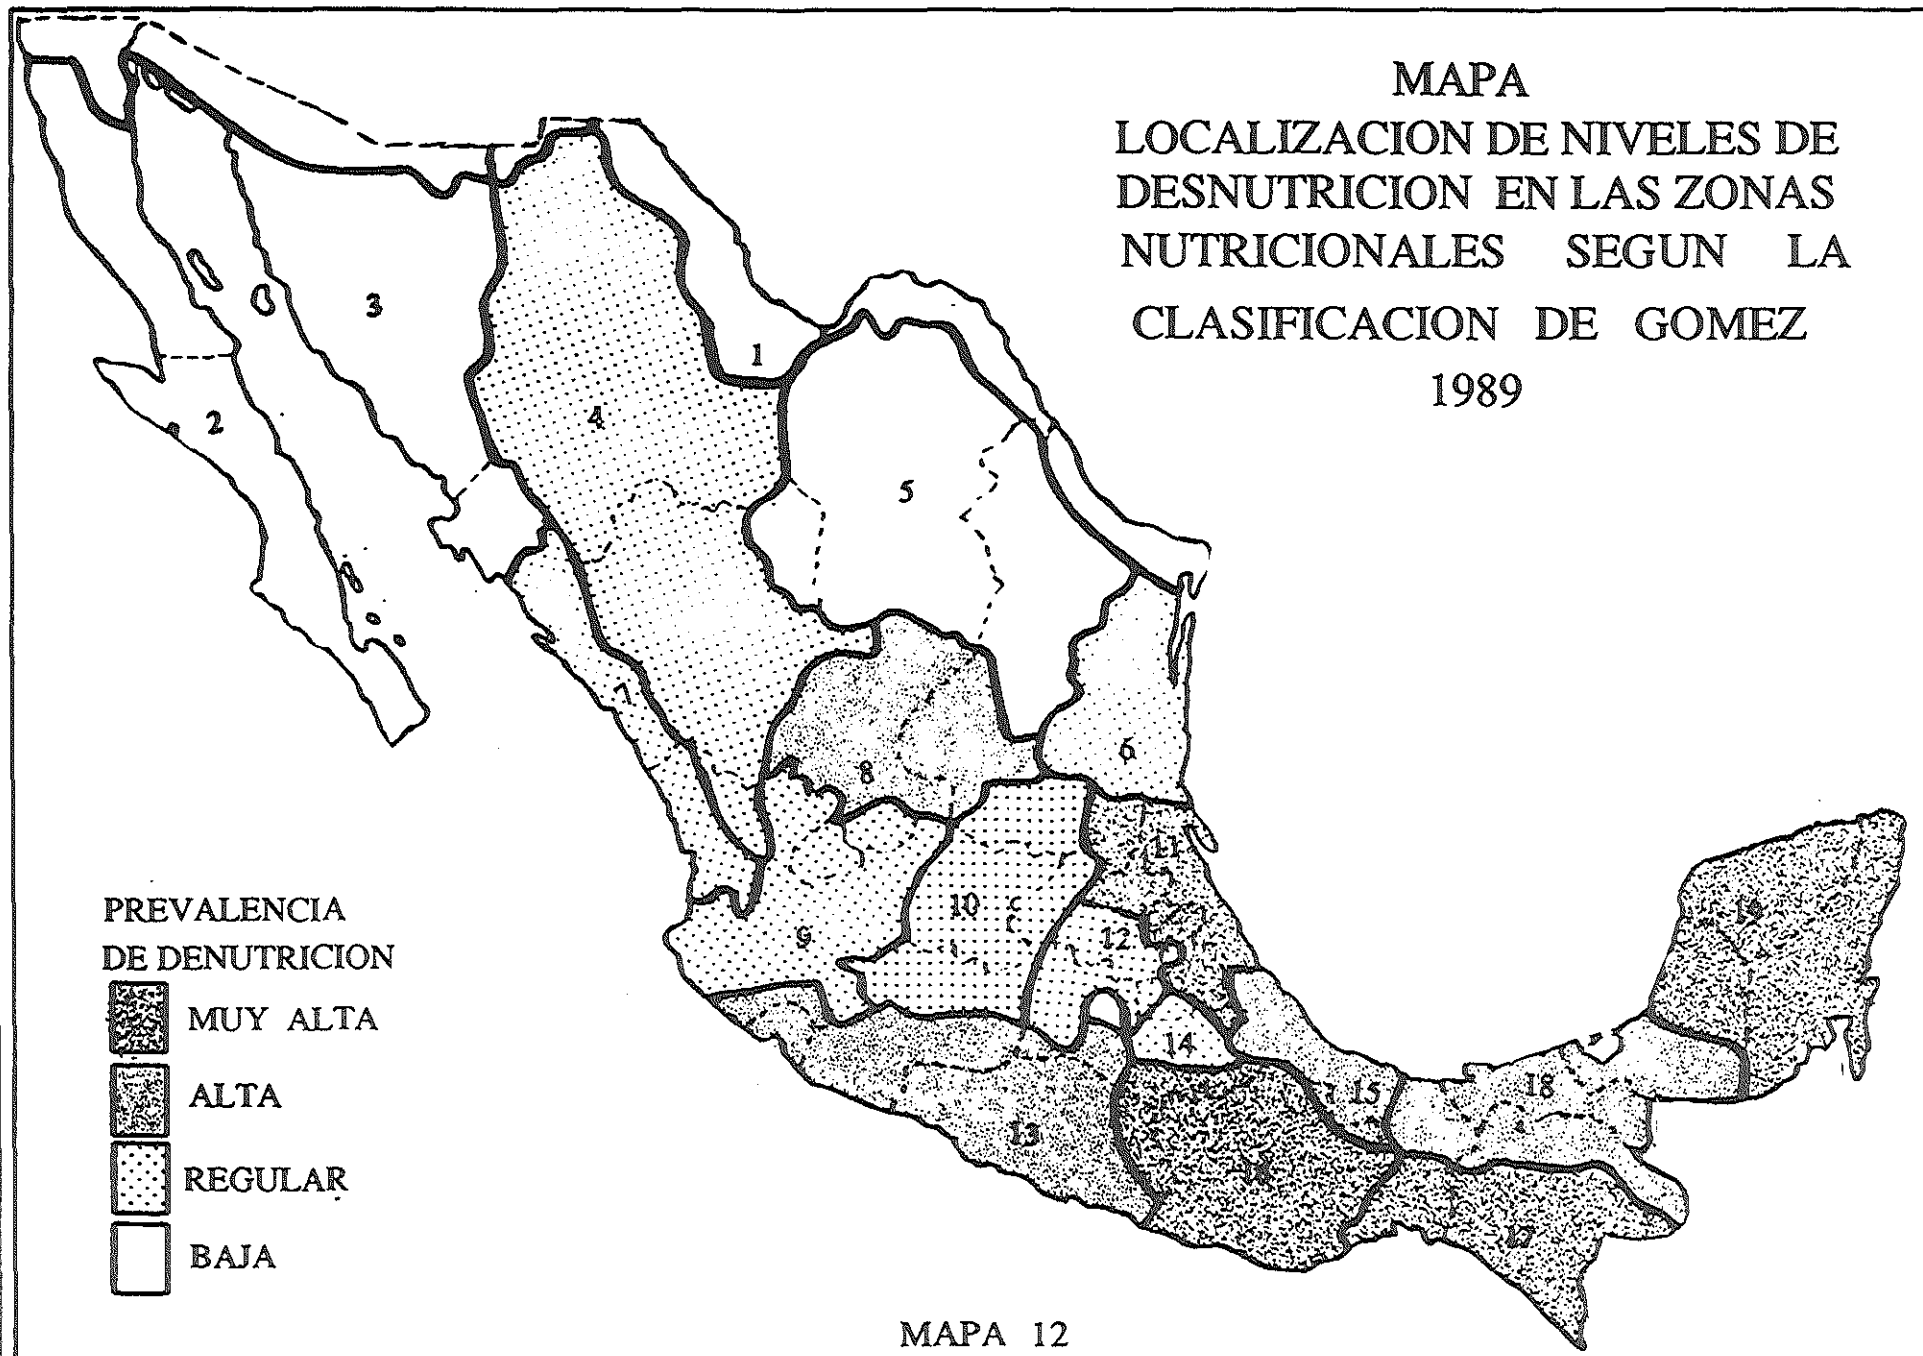 MAPA
LOCALIZACION DE NIVELES DE
DESNUTRICION EN LAS ZONAS
NUTRICIONALES SEGUN LA
CLASIFICACION DE GOMEZ
1989
1
2
3
4
5
6
7
8
9
10
11
12
13
14
15
17
18
19
PREVALENCIA
DE DENUTRICION
MUY ALTA
ALTA
REGULAR
BAJA
MAPA 12